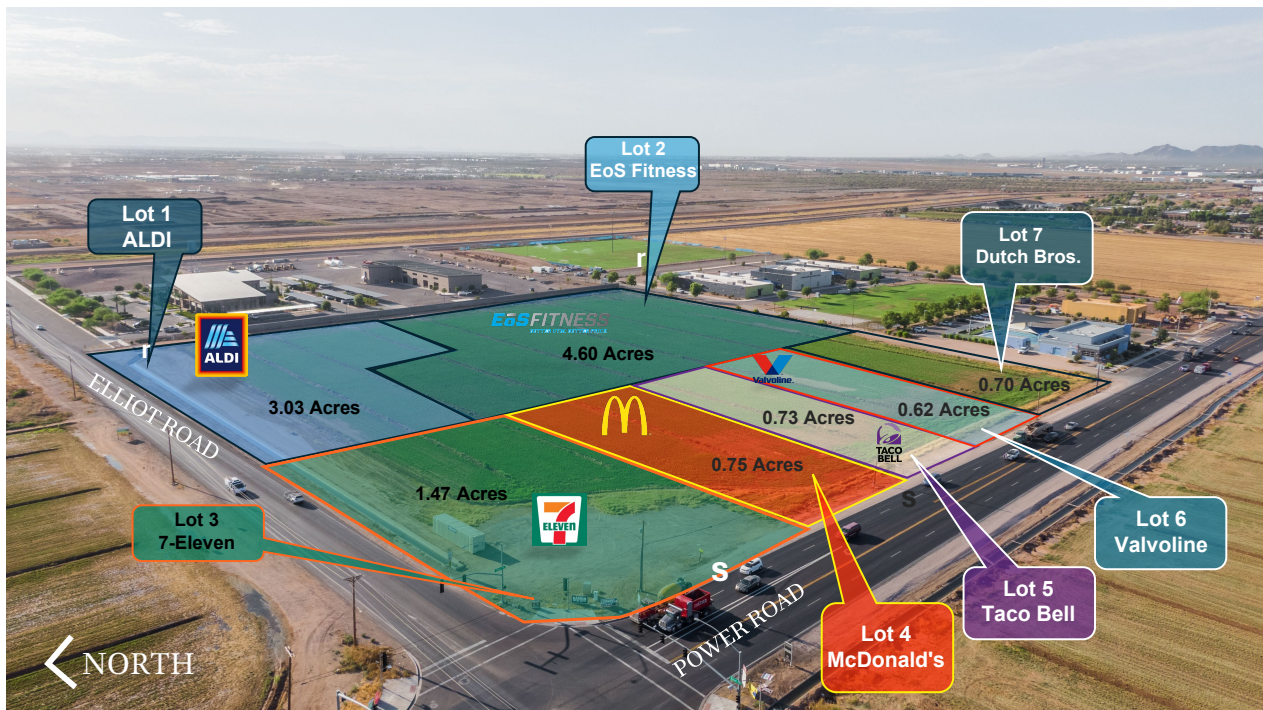 Lot 2
EoS Fitness
Lot 1
ALDI
Lot 7
Dutch Bros.
r
r
EōSFITNESS
ALDI
4.60 Acres
Valvoline.
0.70 Acres
3.03 Acres
0.73 Acres
0.62 Acres
ELLIOT ROAD
TACO
BELL
0.75 Acres
1.47 Acres
S
7
ELEVEN
Lot 3
7-Eleven
Lot 6
Valvoline
S
Lot 5
Taco Bell
POWER ROAD
Lot 4
McDonald's
NORTH